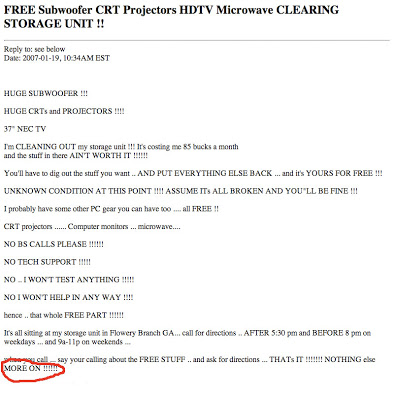 FREE Subwoofer CRT Projectors HDTV Microwave CLEARING
STORAGE UNIT !!
Reply to: see below
Date: 2007-01-19, 10:34AM EST
HUGE SUBWOOFER !!!
HUGE CRTs and PROJECTORS !!!!
37" NEC TV
I'm CLEANING OUT my storage unit !!! It's costing me 85 bucks a month
and the stuff in there AIN'T WORTH IT !!!!!!
You'll have to dig out the stuff you want .. AND PUT EVERYTHING ELSE BACK ... and it's YOURS FOR FREE !!!
UNKNOWN CONDITION AT THIS POINT !!!! ASSUME ITs ALL BROKEN AND YOU"LL BE FINE !!!
I probably have some other PC gear you can have too .... all FREE !!
CRT projectors ...... Computer monitors ... microwave....
NO BS CALLS PLEASE !!!!!!
NO TECH SUPPORT !!!!!
NO .. I WON'T TEST ANYTHING !!!!!
NO I WON'T HELP IN ANY WAY !!!!
hence .. that whole FREE PART !!!!!!
It's all sitting at my storage unit in Flowery Branch GA... call for directions .. AFTER 5:30 pm and BEFORE 8 pm on
weekdays ... and 9a-11p on weekends ...
when you call ... say your calling about the FREE STUFF .. and ask for directions ... THATs IT !!!!!!! NOTHING else
MORE ON !!!!!!